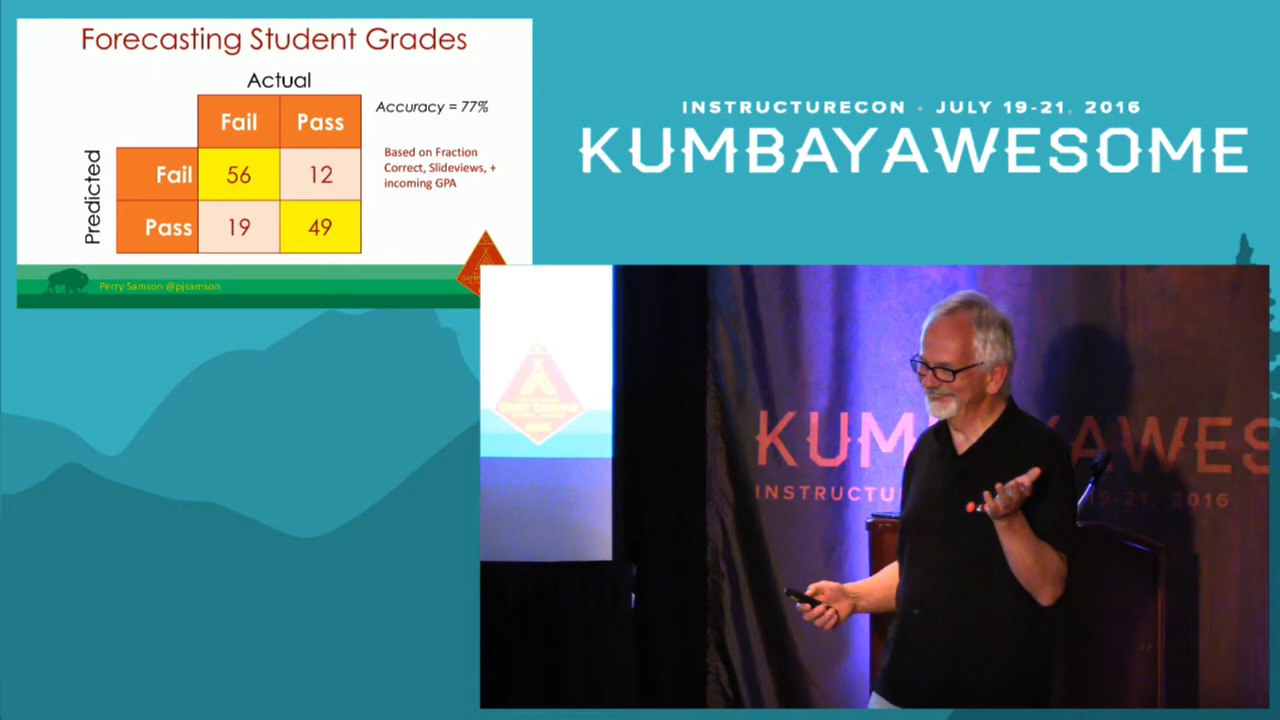 Forecasting Student Grades
Actual
Accuracy = 77%
Fail Pass
Based on Fraction
Correct, Slideviews, +
incoming GPA
Predicted
Fail 56 12
Pass 19 49
Perry Samson @pjsamson
INSTRUCTURECON • JULY 19-21, 2016
KUMBAYAWESOME
KUM AWES
INSTRUCTU 19-21, 2016